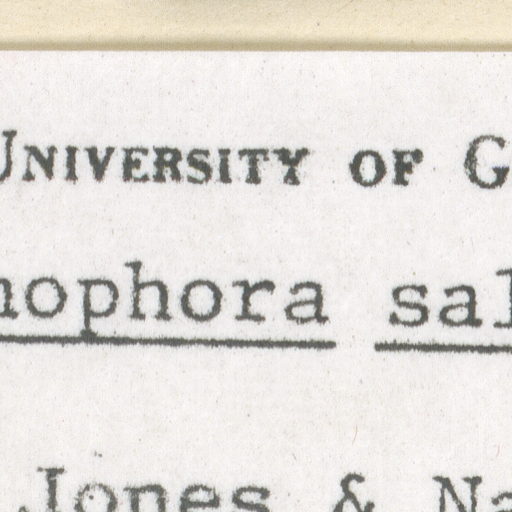 UNIVERSITY OF G
nophora sal
Jones & Na